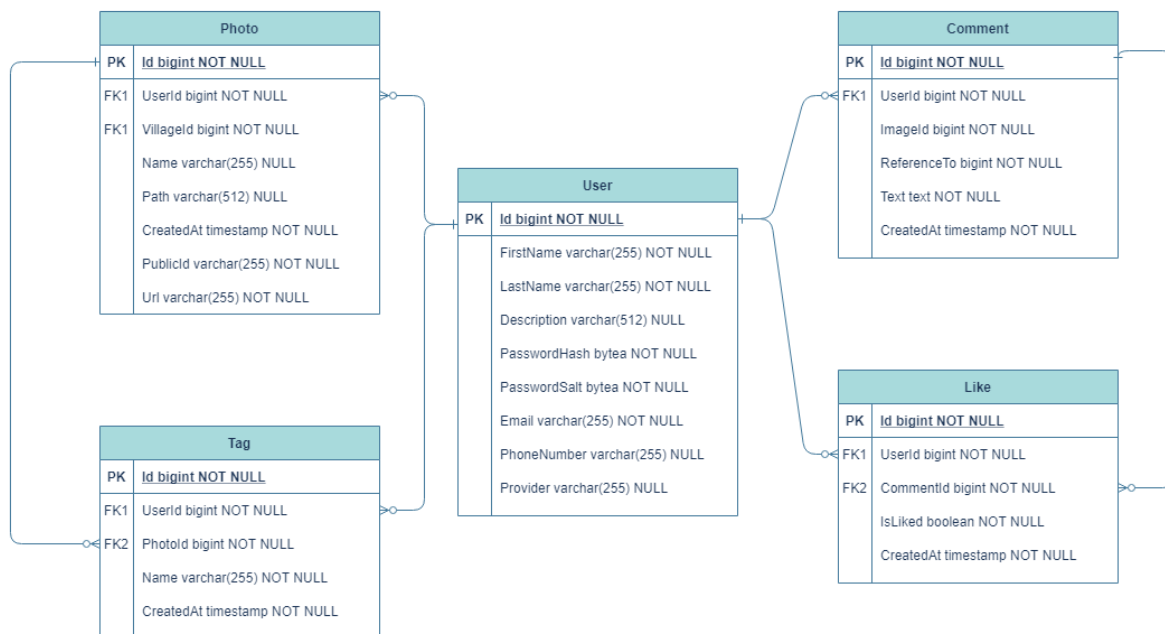 Photo
PK Id bigint NOT NULL
FK1 UserId bigint NOT NULL
FK1 VillageId bigint NOT NULL
Name varchar(255) NULL
Path varchar(512) NULL
CreatedAt timestamp NOT NULL
PublicId varchar(255) NOT NULL
Url varchar(255) NOT NULL
Tag
PK Id bigint NOT NULL
FK1 UserId bigint NOT NULL
FK2 PhotoId bigint NOT NULL
Name varchar(255) NOT NULL
CreatedAt timestamp NOT NULL
User
PK Id bigint NOT NULL
FirstName varchar(255) NOT NULL
LastName varchar(255) NOT NULL
Description varchar(512) NULL
PasswordHash bytea NOT NULL
PasswordSalt bytea NOT NULL
Email varchar(255) NOT NULL
PhoneNumber varchar(255) NULL
Provider varchar(255) NULL
Comment
PK Id bigint NOT NULL
FK1 UserId bigint NOT NULL
ImageId bigint NOT NULL
ReferenceTo bigint NOT NULL
Text text NOT NULL
CreatedAt timestamp NOT NULL
Like
PK Id bigint NOT NULL
FK1 UserId bigint NOT NULL
FK2 CommentId bigint NOT NULL
IsLiked boolean NOT NULL
CreatedAt timestamp NOT NULL